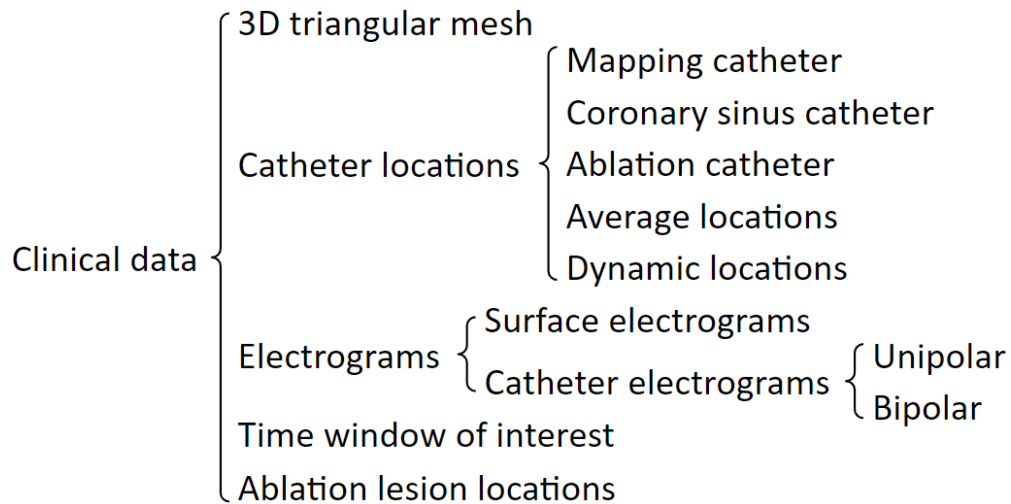 3D triangular mesh
Mapping catheter
Coronary sinus catheter
Catheter locations
Ablation catheter
Average locations
Dynamic locations
Clinical data
Surface electrograms
Electrograms
Catheter electrograms
Unipolar
Bipolar
Time window of interest
Ablation lesion locations